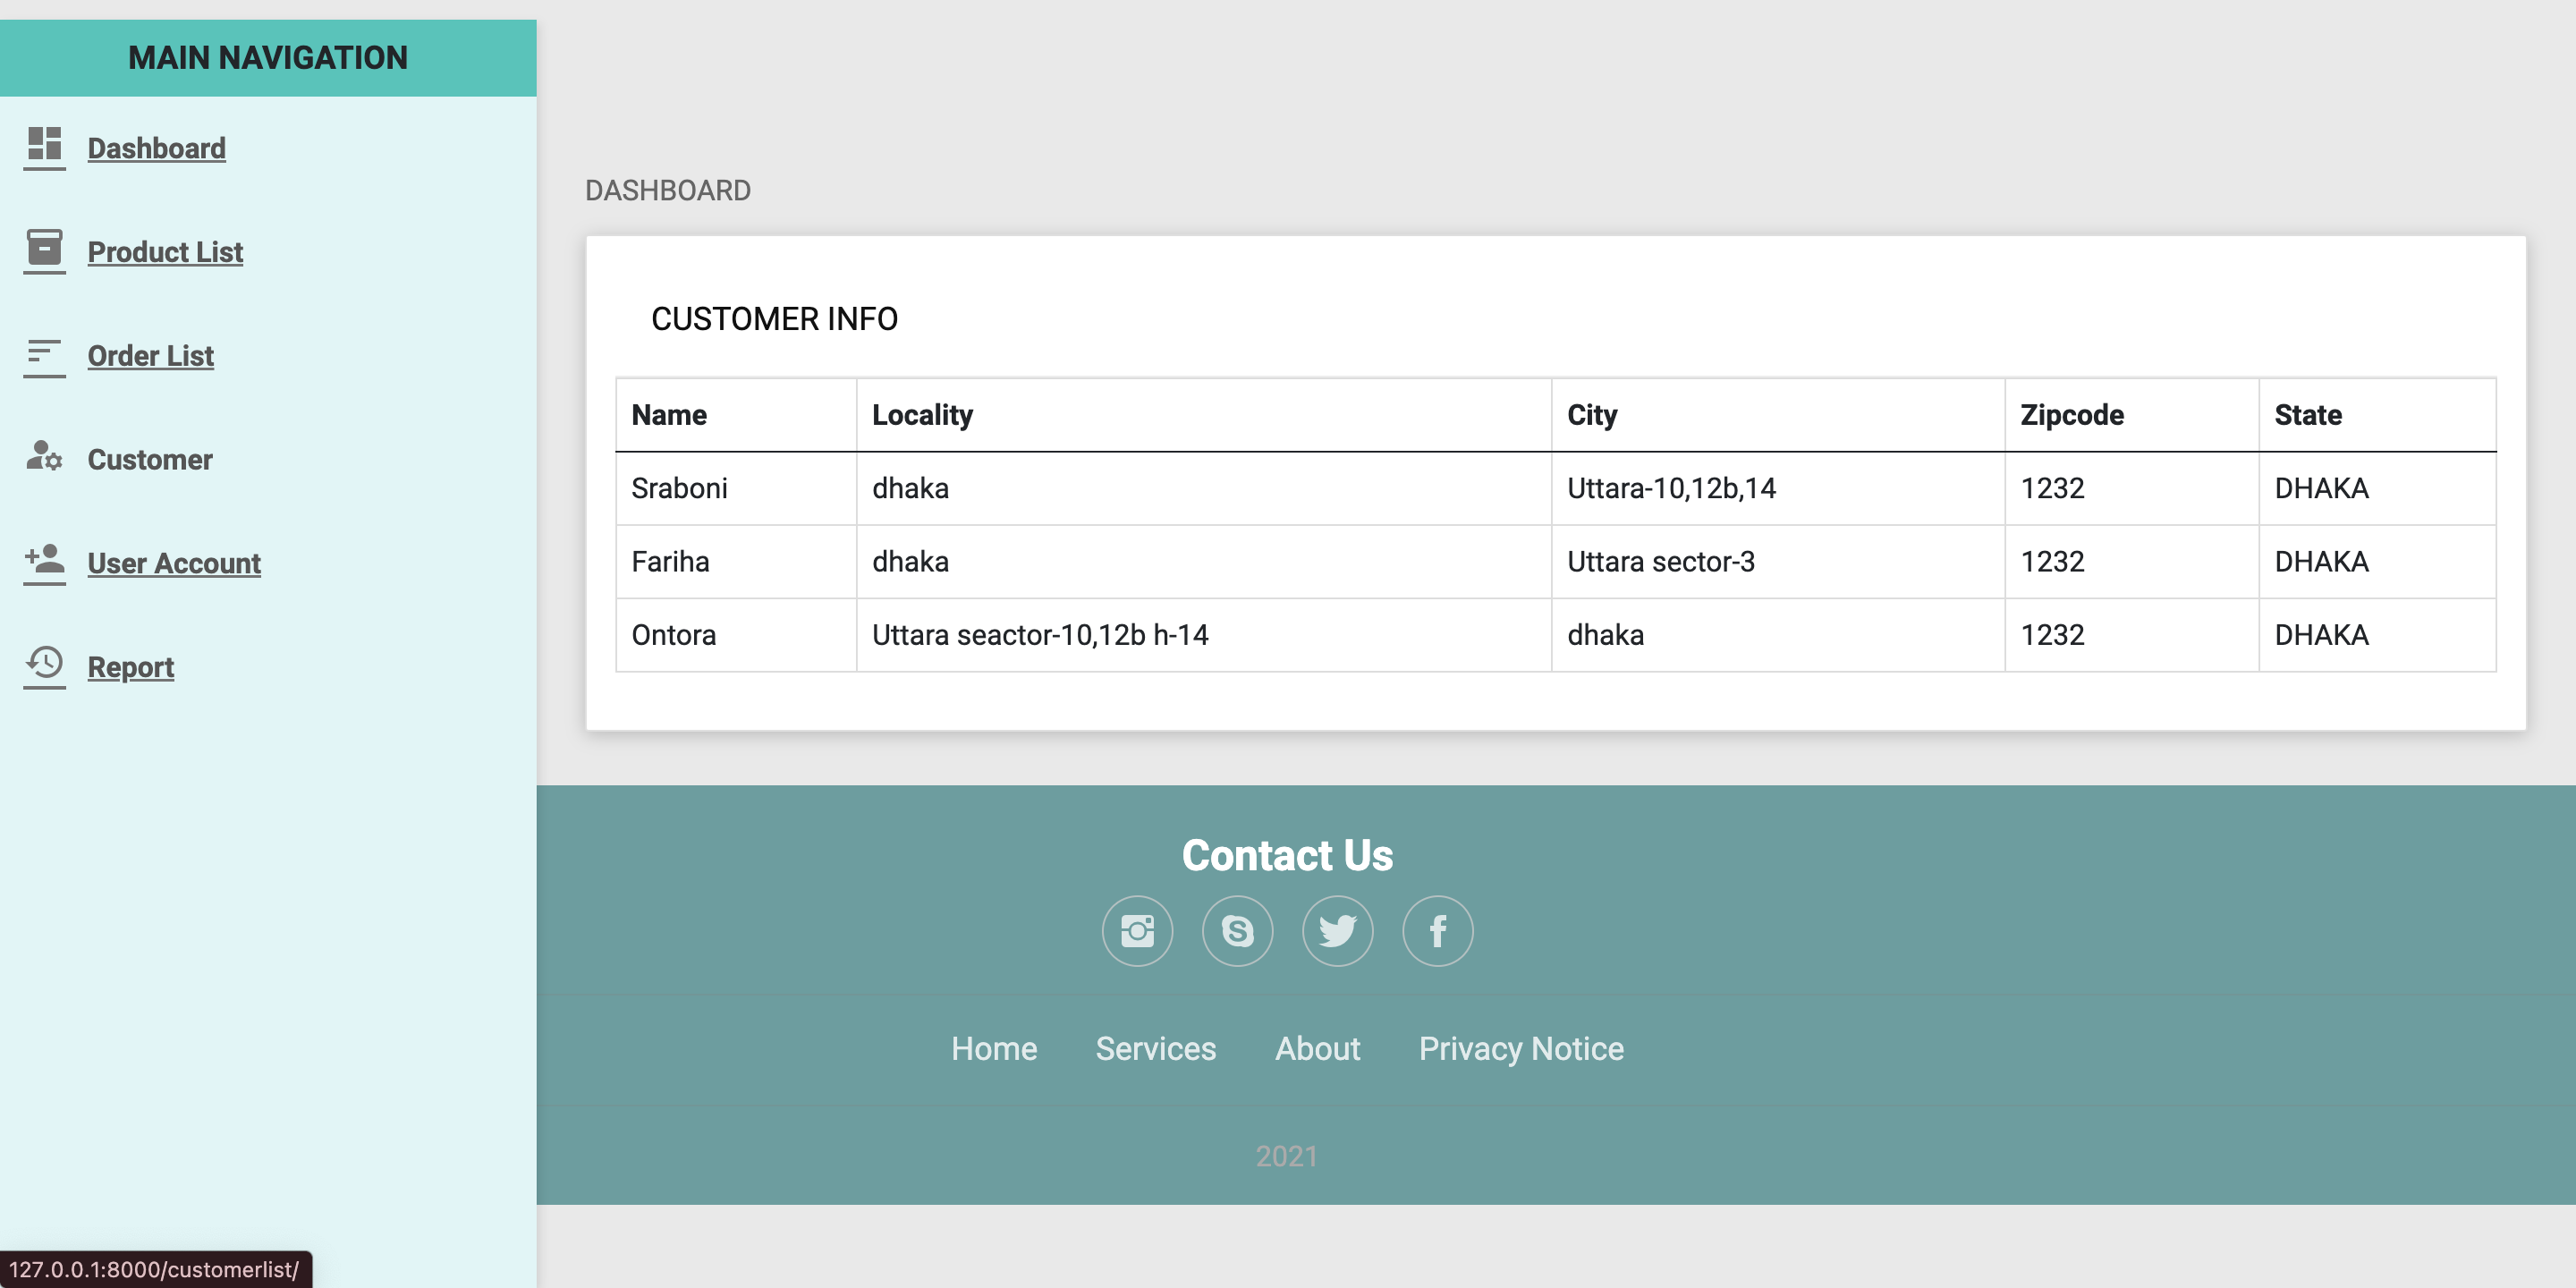 MAIN NAVIGATION
Dashboard
Product List
Order List
Customer
User Account
Report
DASHBOARD
CUSTOMER INFO
Name Locality City Zipcode State
Sraboni dhaka Uttara-10,12b,14 1232 DHAKA
Fariha dhaka Uttara sector-3 1232 DHAKA
Ontora Uttara seactor-10,12b h-14 dhaka 1232 DHAKA
Contact Us
Home Services About Privacy Notice
2021
127.0.0.1:8000/customerlist/